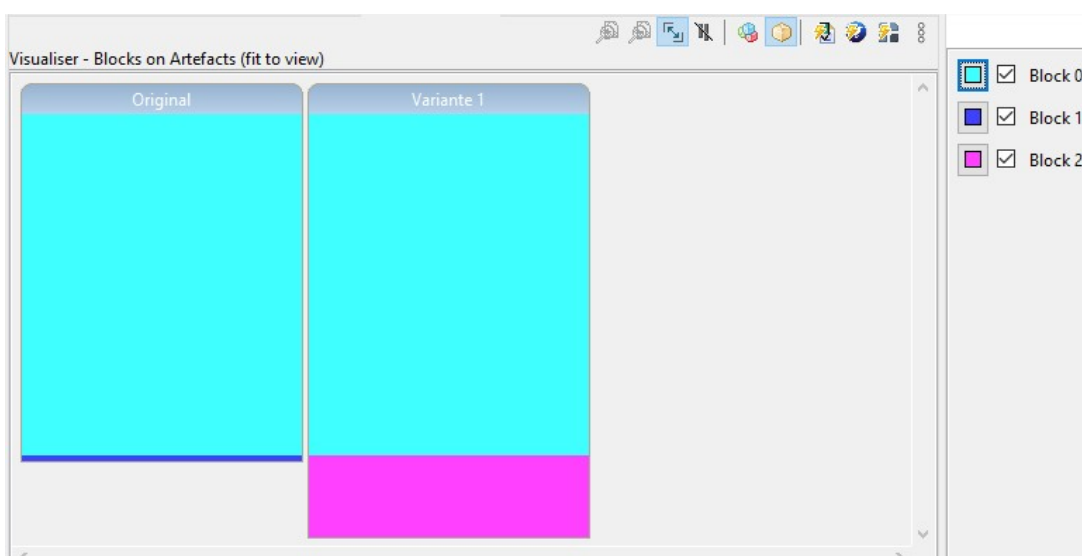 Visualiser - Blocks on Artefacts (fit to view)
Original
Variante 1
Block 0
Block 1
Block 2